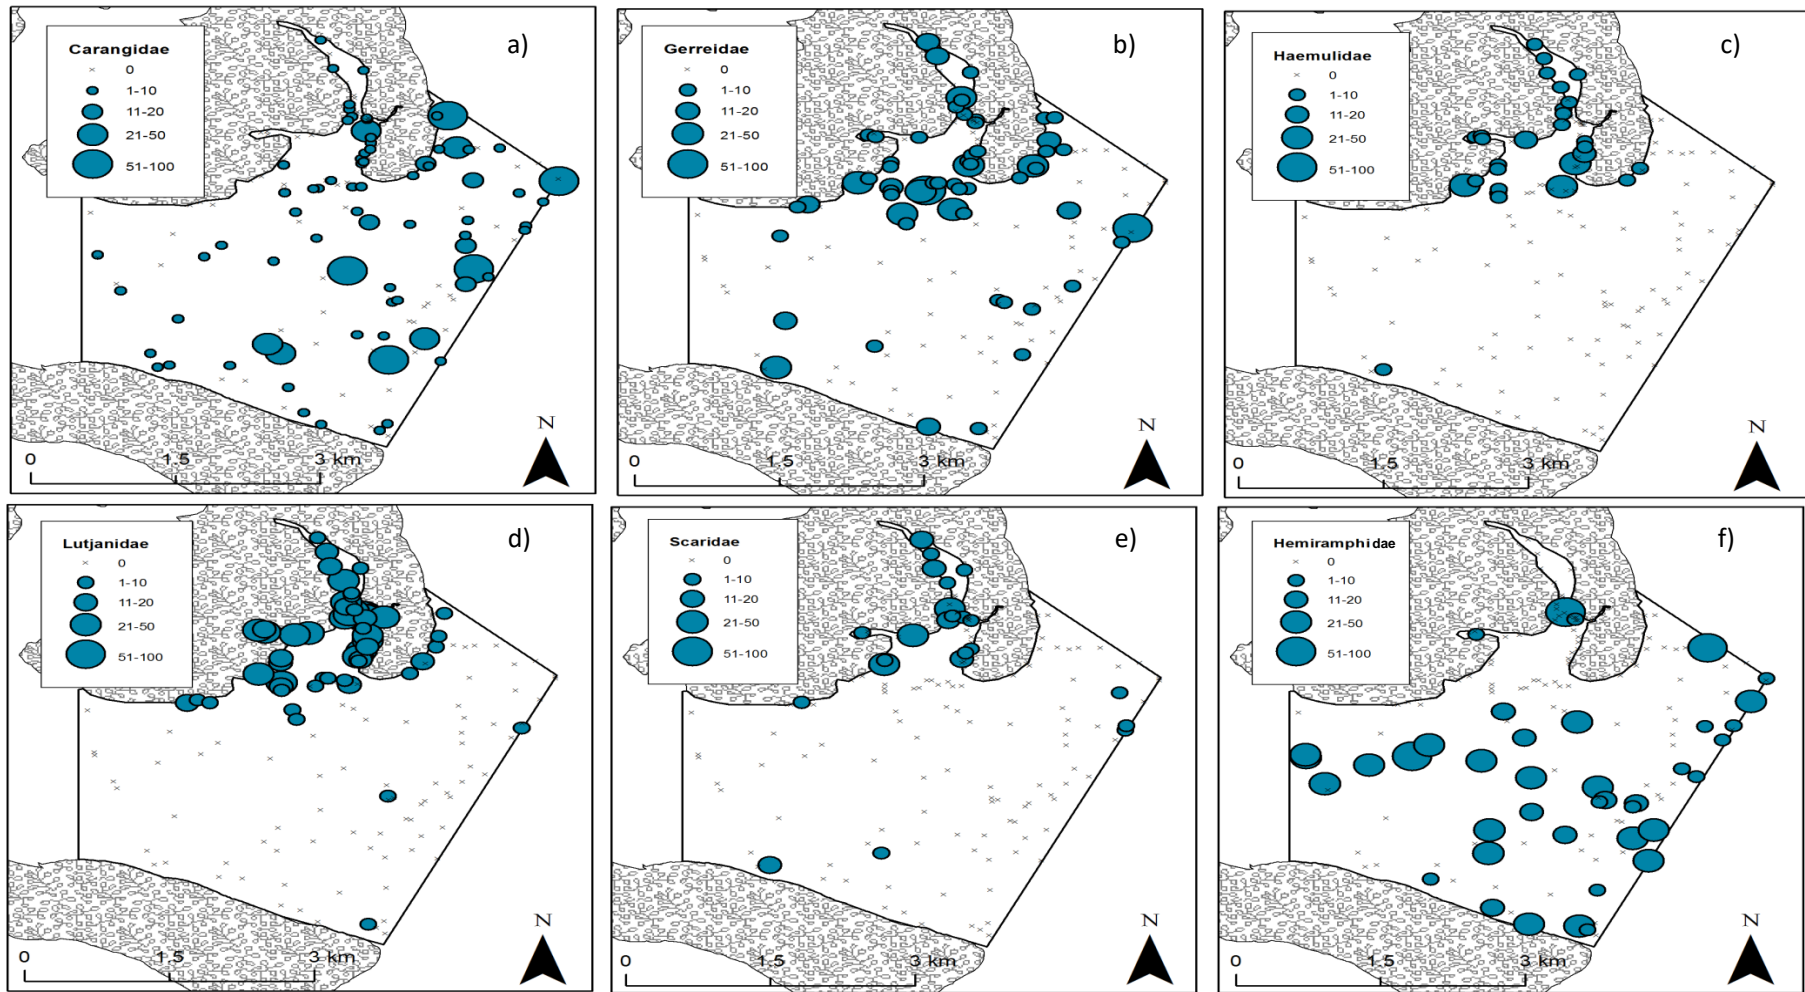 Carangidae
a)
0
1-10
11-20
21-50
51-100
N
0
1.5
3 km
Gerreidae
b)
0
1-10
11-20
21-50
51-100
N
0
1.5
3 km
Haemulidae
c)
0
1-10
11-20
21-50
51-100
N
0
1.5
3 km
Lutjanidae
d)
0
1-10
11-20
21-50
51-100
N
0
1.5
3 km
Scaridae
e)
0
1-10
11-20
21-50
51-100
N
0
1.5
3 km
Hemiramphidae
f)
0
1-10
11-20
21-50
51-100
N
0
1.5
3 km